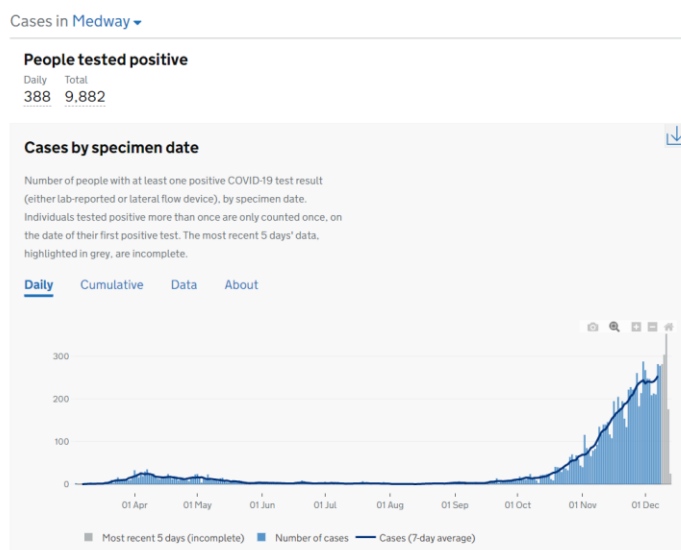 Cases in Medway
People tested positive
Daily Total
388 9,882
Cases by specimen date
Number of people with at least one positive COVID-19 test result
(either lab-reported or lateral flow device), by specimen date.
Individuals tested positive more than once are only counted once, on
the date of their first positive test. The most recent 5 days' data,
highlighted in grey, are incomplete.
Daily Cumulative Data About
300
200
100
0
01 Apr 01 May 01 Jun 01 Jul 01 Aug 01 Sep 01 Oct 01 Nov 01 Dec
Most recent 5 days (incomplete) Number of cases Cases (7-day average)